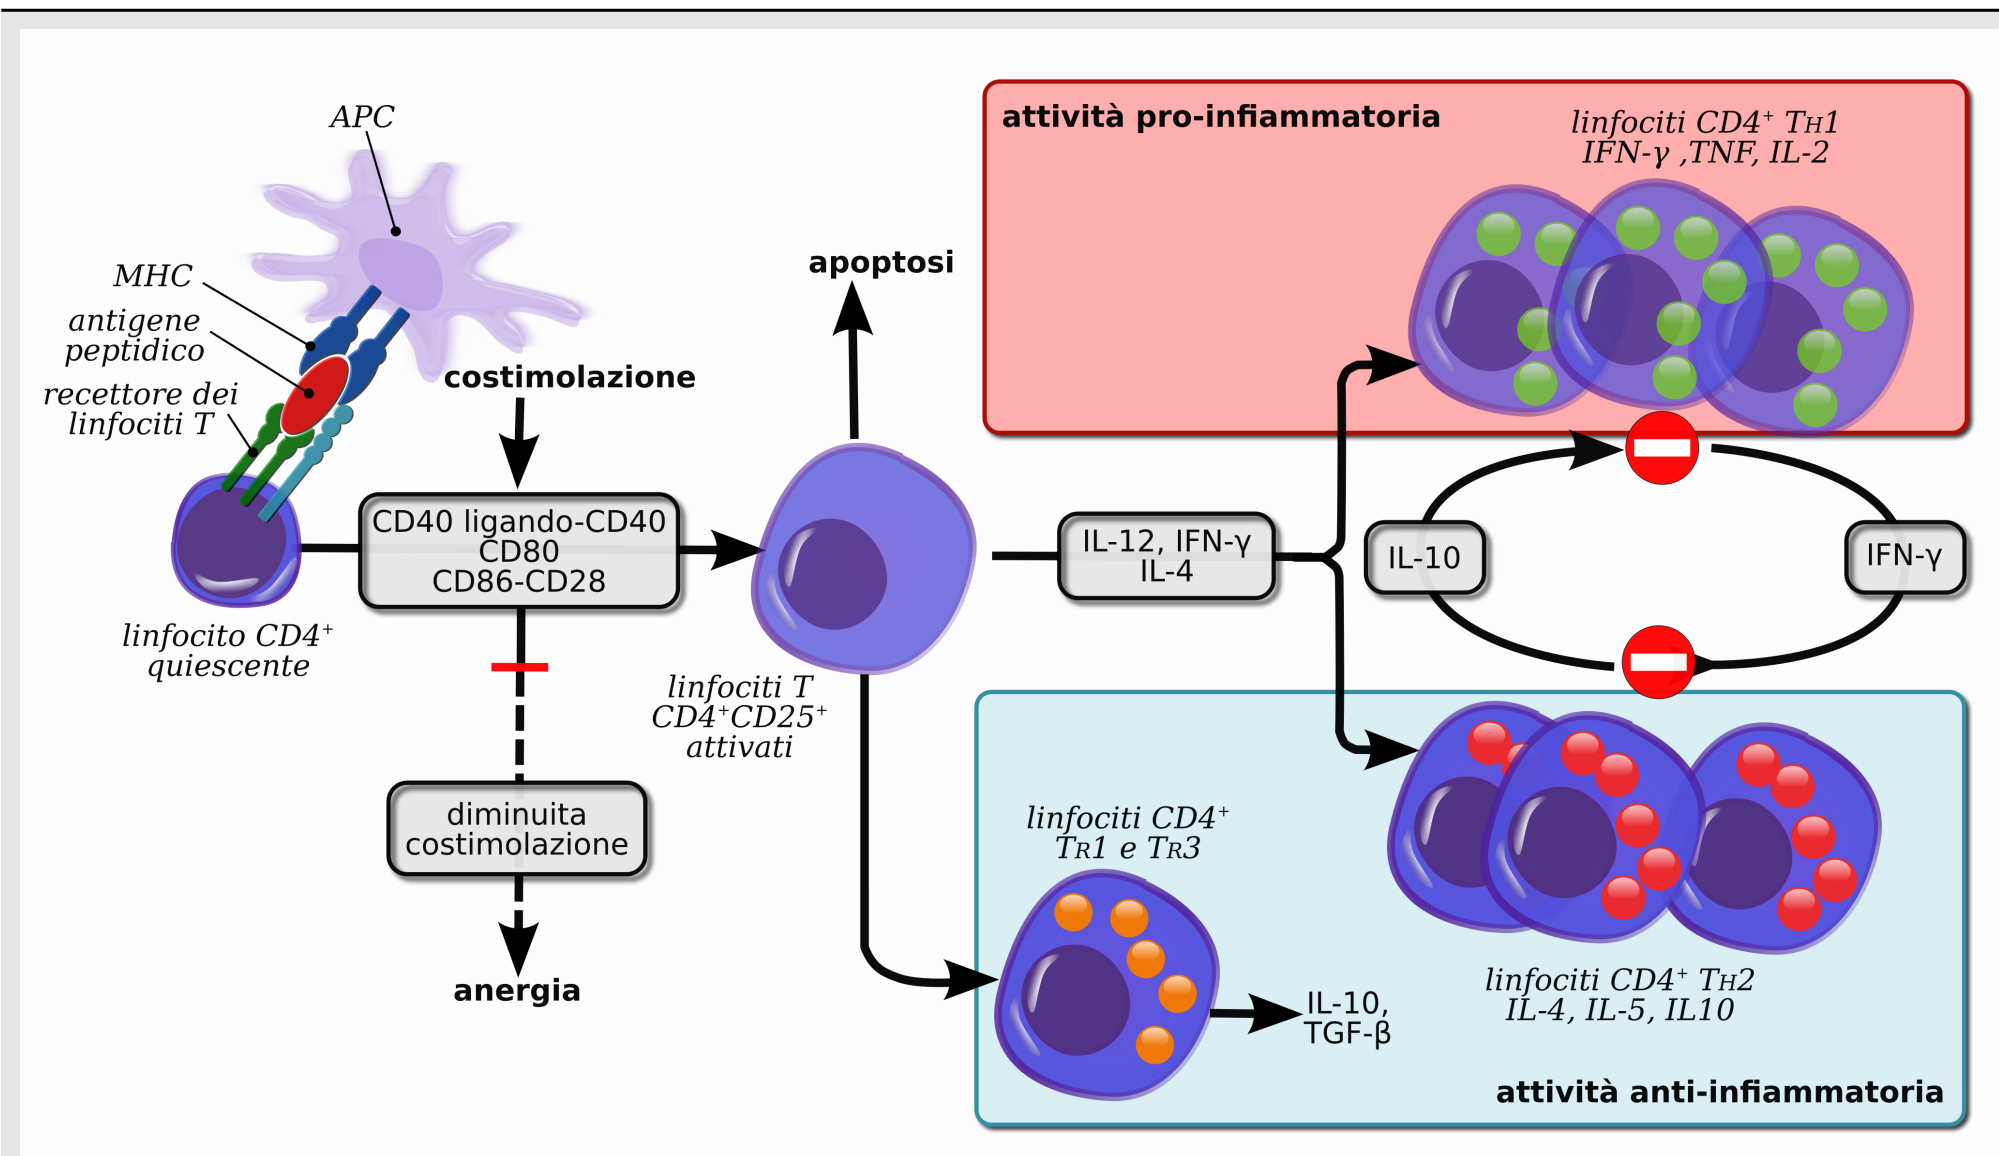 APC
MHC
antigene
peptidico
recettore dei
linfociti T
linfocito CD4⁺
quiescente
costimolazione
CD40 ligando-CD40
CD80
CD86-CD28
diminuita
costimolazione
anergia
apoptosi
linfociti T
CD4⁺CD25⁺
attivati
IL-12, IFN-γ
IL-4
attività pro-infiammatoria
linfociti CD4⁺ TH1
IFN-γ ,TNF, IL-2
IL-10
IFN-γ
linfociti CD4⁺
TR1 e TR3
IL-10,
TGF-β
linfociti CD4⁺ TH2
IL-4, IL-5, IL10
attività anti-infiammatoria